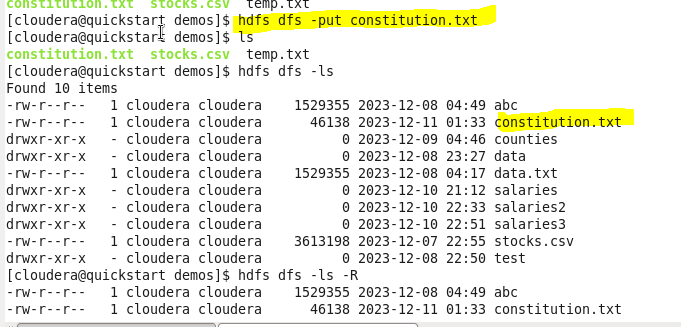 constitution.txt  stocks.csv  temp.txt
[cloudera@quickstart demos]$ hdfs dfs -put constitution.txt
[cloudera@quickstart demos]$ ls
constitution.txt  stocks.csv  temp.txt
[cloudera@quickstart demos]$ hdfs dfs -ls
Found 10 items
-rw-r--r--   1 cloudera cloudera    1529355 2023-12-08 04:49 abc
-rw-r--r--   1 cloudera cloudera      46138 2023-12-11 01:33 constitution.txt
drwxr-xr-x   - cloudera cloudera          0 2023-12-09 04:46 counties
drwxr-xr-x   - cloudera cloudera          0 2023-12-08 23:27 data
-rw-r--r--   1 cloudera cloudera    1529355 2023-12-08 04:17 data.txt
drwxr-xr-x   - cloudera cloudera          0 2023-12-10 21:12 salaries
drwxr-xr-x   - cloudera cloudera          0 2023-12-10 22:33 salaries2
drwxr-xr-x   - cloudera cloudera          0 2023-12-10 22:51 salaries3
-rw-r--r--   1 cloudera cloudera    3613198 2023-12-07 22:55 stocks.csv
drwxr-xr-x   - cloudera cloudera          0 2023-12-08 22:50 test
[cloudera@quickstart demos]$ hdfs dfs -ls -R
-rw-r--r--   1 cloudera cloudera    1529355 2023-12-08 04:49 abc
-rw-r--r--   1 cloudera cloudera      46138 2023-12-11 01:33 constitution.txt